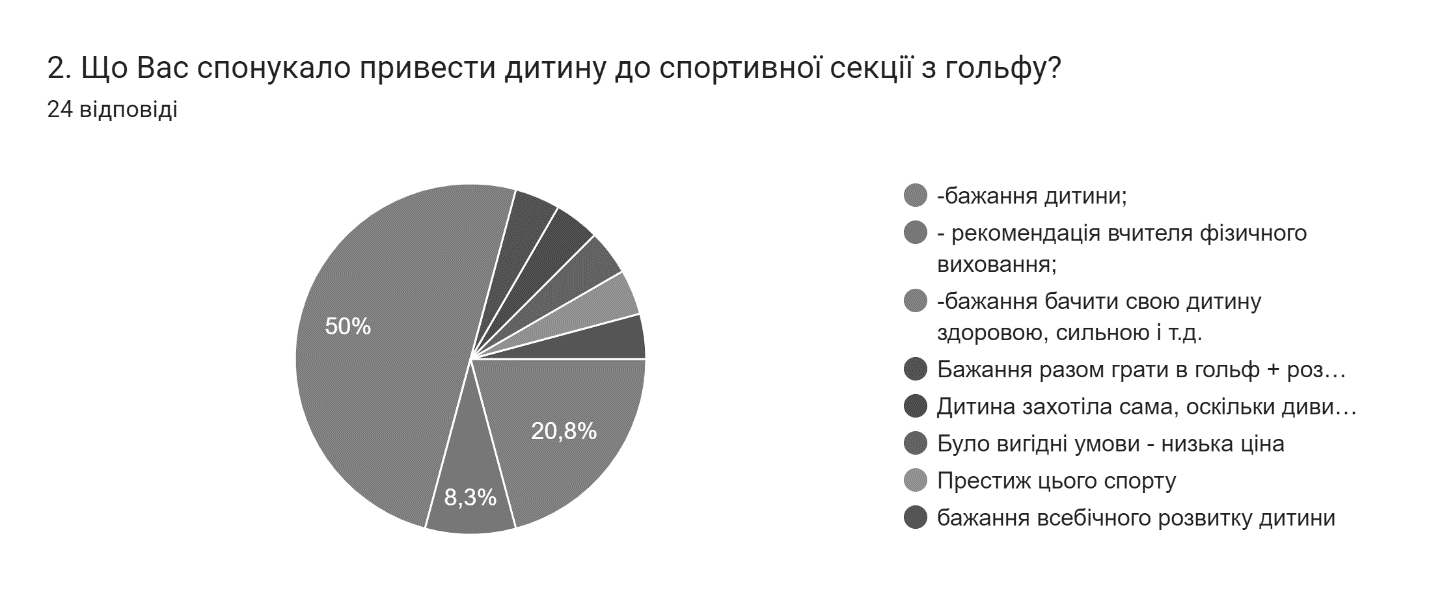 2. Що Вас спонукало привести дитину до спортивної секції з гольфу?
24 відповіді
50%
20,8%
8,3%
-бажання дитини;
- рекомендація вчителя фізичного
виховання;
-бажання бачити свою дитину
здоровою, сильною і т.д.
Бажання разом грати в гольф + роз…
Дитина захотіла сама, оскільки диви…
Було вигідні умови - низька ціна
Престиж цього спорту
бажання всебічного розвитку дитини